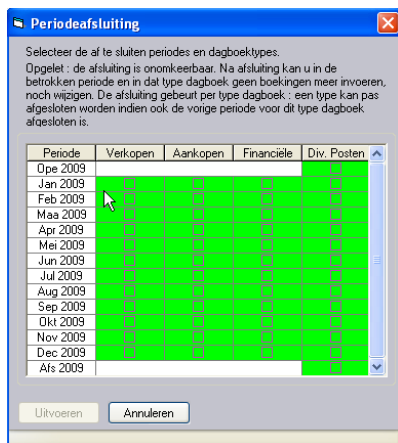 Periodeafsluiting
Selecteer de af te sluiten periodes en dagboektypes.
Opgelet : de afsluiting is onomkeerbaar. Na afsluiting kan u in de
betrokken periode en in dat type dagboek geen boekingen meer invoeren,
noch wijzigen. De afsluiting gebeurt per type dagboek : een type kan pas
afgesloten worden indien ook de vorige periode voor dit type dagboek
afgesloten is.
Periode Verkopen Aankopen Financiële Div. Posten
Ope 2009
Jan 2009
Feb 2009
Maa 2009
Apr 2009
Mei 2009
Jun 2009
Jul 2009
Aug 2009
Sep 2009
Okt 2009
Nov 2009
Dec 2009
Afs 2009
Uitvoeren Annuleren